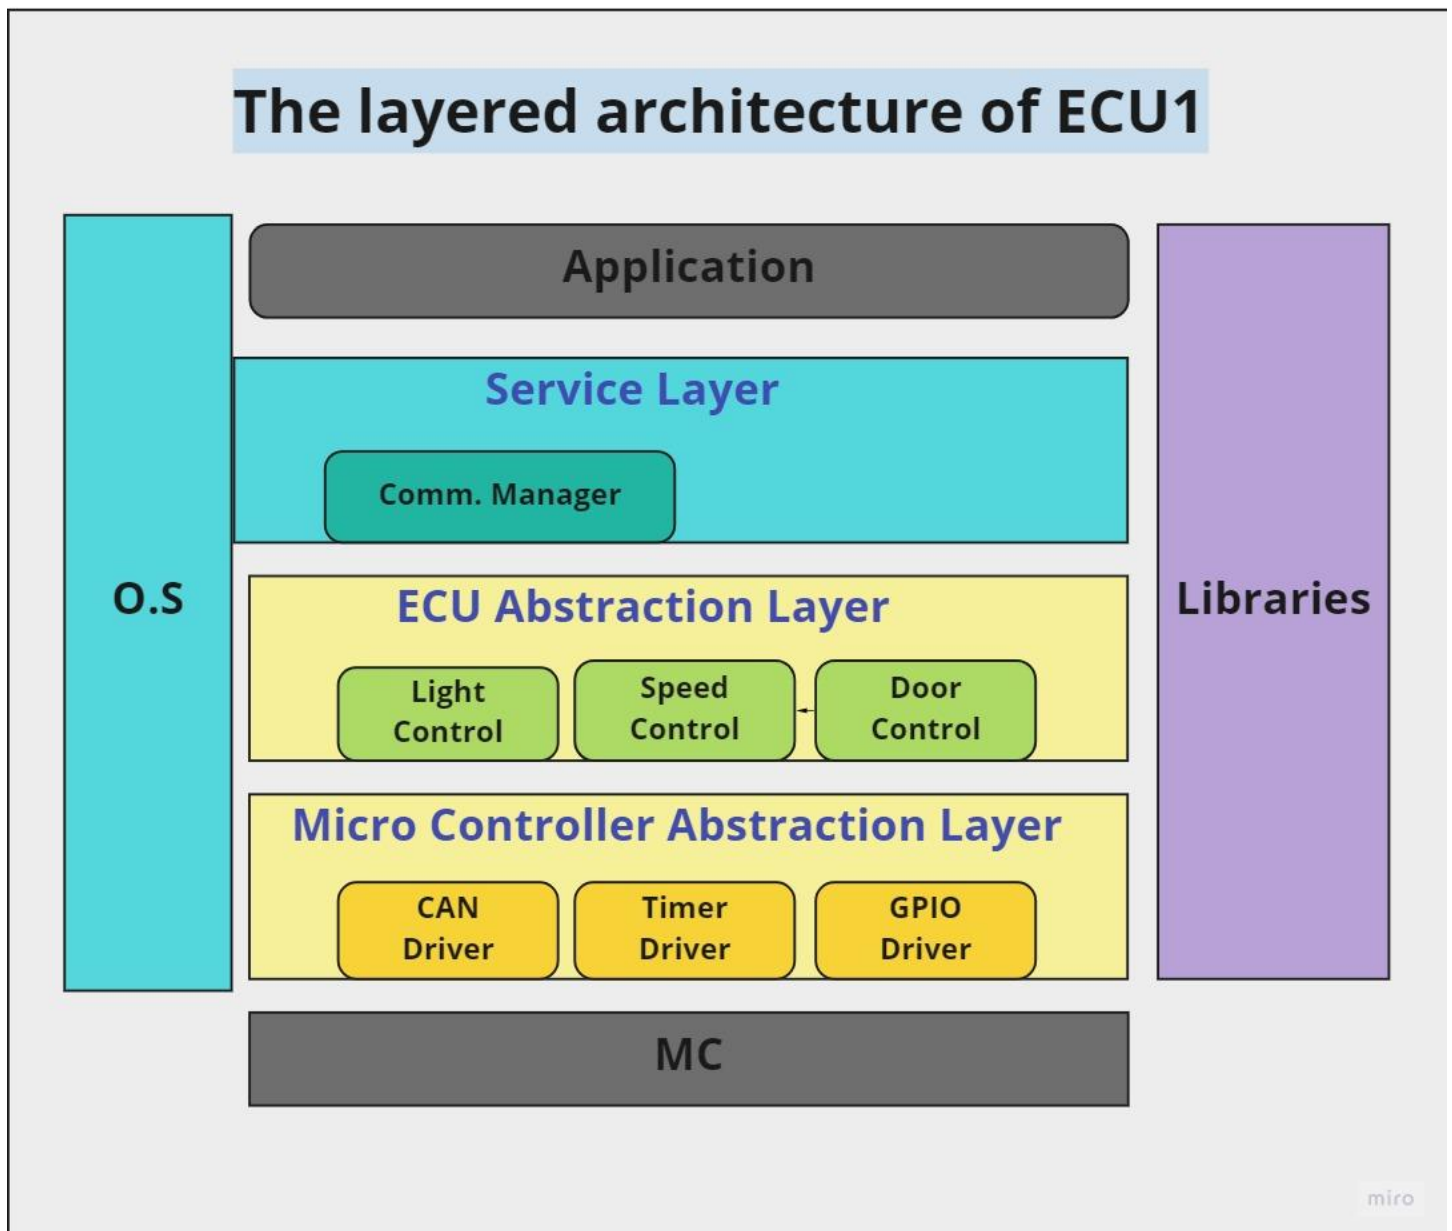 The layered architecture of ECU1
Application
Service Layer
Comm. Manager
O.S
ECU Abstraction Layer
Libraries
Light
Control
Speed
Control
Door
Control
Micro Controller Abstraction Layer
CAN
Driver
Timer
Driver
GPIO
Driver
MC
miro